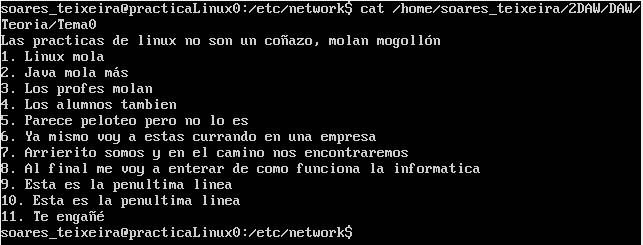 soares_teixeira@practicaLinux0:/etc/network$ cat /home/soares_teixeira/2DAW/DAW/
Teoria/Tema0
Las practicas de linux no son un coñazo, molan mogollón
1. Linux mola
2. Java mola más
3. Los profes molan
4. Los alumnos tambien
5. Parece peloteo pero no lo es
6. Ya mismo voy a estas currando en una empresa
7. Arrierito somos y en el camino nos encontraremos
8. Al final me voy a enterar de como funciona la informatica
9. Esta es la penultima linea
10. Esta es la penultima linea
11. Te engañé
soares_teixeira@practicaLinux0:/etc/network$